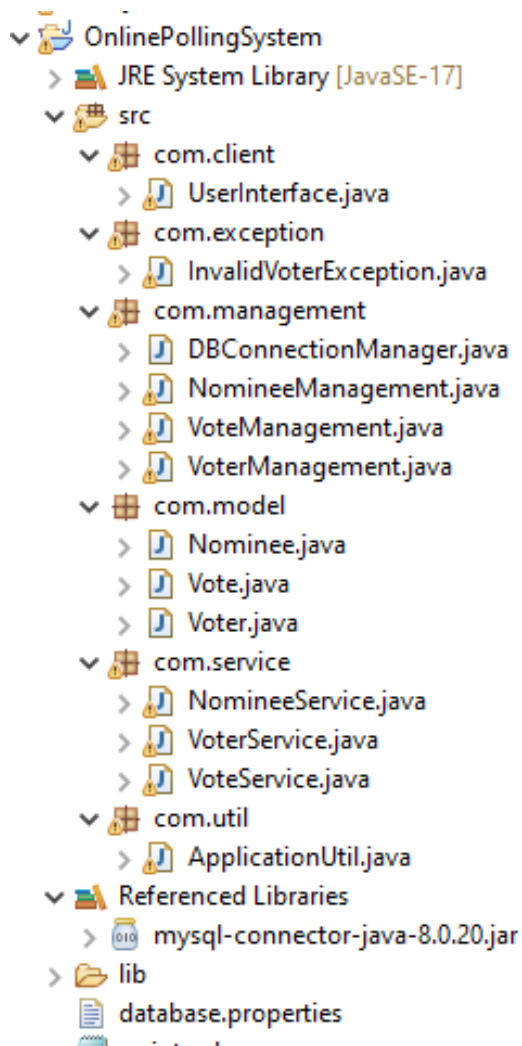 OnlinePollingSystem
JRE System Library [JavaSE-17]
src
com.client
UserInterface.java
com.exception
InvalidVoterException.java
com.management
DBConnectionManager.java
NomineeManagement.java
VoteManagement.java
VoterManagement.java
com.model
Nominee.java
Vote.java
Voter.java
com.service
NomineeService.java
VoterService.java
VoteService.java
com.util
ApplicationUtil.java
Referenced Libraries
mysql-connector-java-8.0.20.jar
lib
database.properties